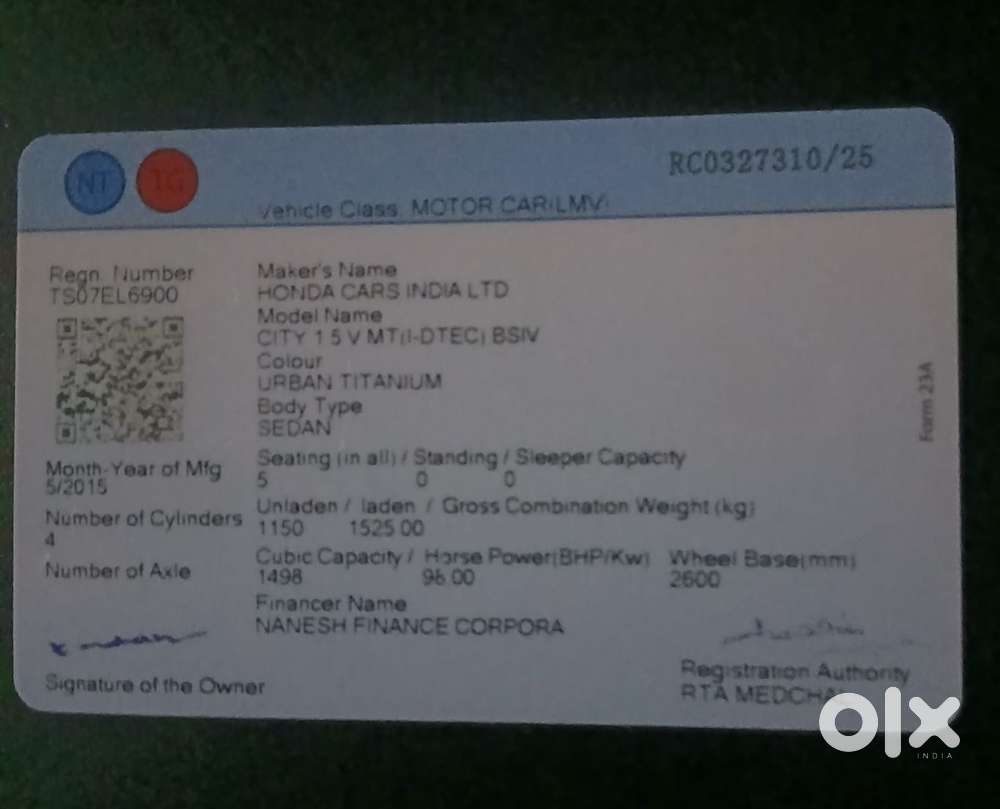 NT TG
RC0327310/25
Vehicle Class MOTOR CAR(LMV)
Regn. Number
TS07EL6900
Maker's Name
HONDA CARS INDIA LTD
Model Name
CITY 1.5 V MT(I-DTEC) BSIV
Colour
URBAN TITANIUM
Body Type
SEDAN
Form 23A
Month-Year of Mfg
5/2015
Seating (in all) / Standing / Sleeper Capacity
5 0 0
Number of Cylinders
4
Unladen / laden / Gross Combination Weight (kg)
1150 1525.00
Number of Axle
Cubic Capacity / Horse Power(BHP/Kw) Wheel Base(mm)
1498 2600
Financer Name
NANESH FINANCE CORPORA
Signature of the Owner
Registration Authority
RTA
olx
INDIA